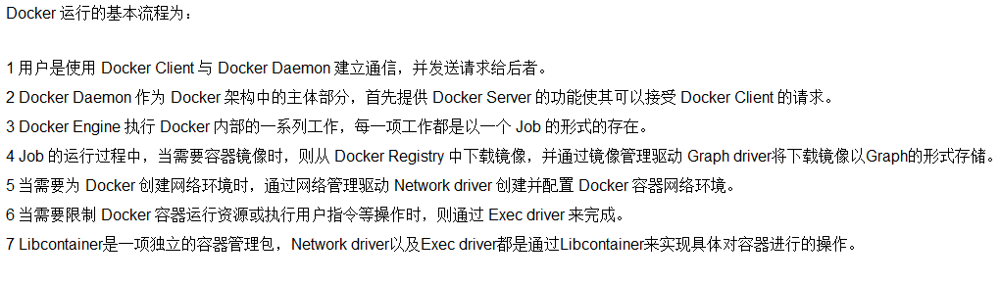 Docker 运行的基本流程为：
1 用户是使用 Docker Client 与 Docker Daemon 建立通信，并发送请求给后者。
2 Docker Daemon 作为 Docker 架构中的主体部分，首先提供 Docker Server 的功能使其可以接受 Docker Client 的请求。
3 Docker Engine 执行 Docker 内部的一系列工作，每一项工作都是以一个 Job 的形式的存在。
4 Job 的运行过程中，当需要容器镜像时，则从 Docker Registry 中下载镜像，并通过镜像管理驱动 Graph driver将下载镜像以Graph的形式存储。
5 当需要为 Docker 创建网络环境时，通过网络管理驱动 Network driver 创建并配置 Docker 容器网络环境。
6 当需要限制 Docker 容器运行资源或执行用户指令等操作时，则通过 Exec driver 来完成。
7 Libcontainer是一项独立的容器管理包，Network driver以及Exec driver都是通过Libcontainer来实现具体对容器进行的操作。